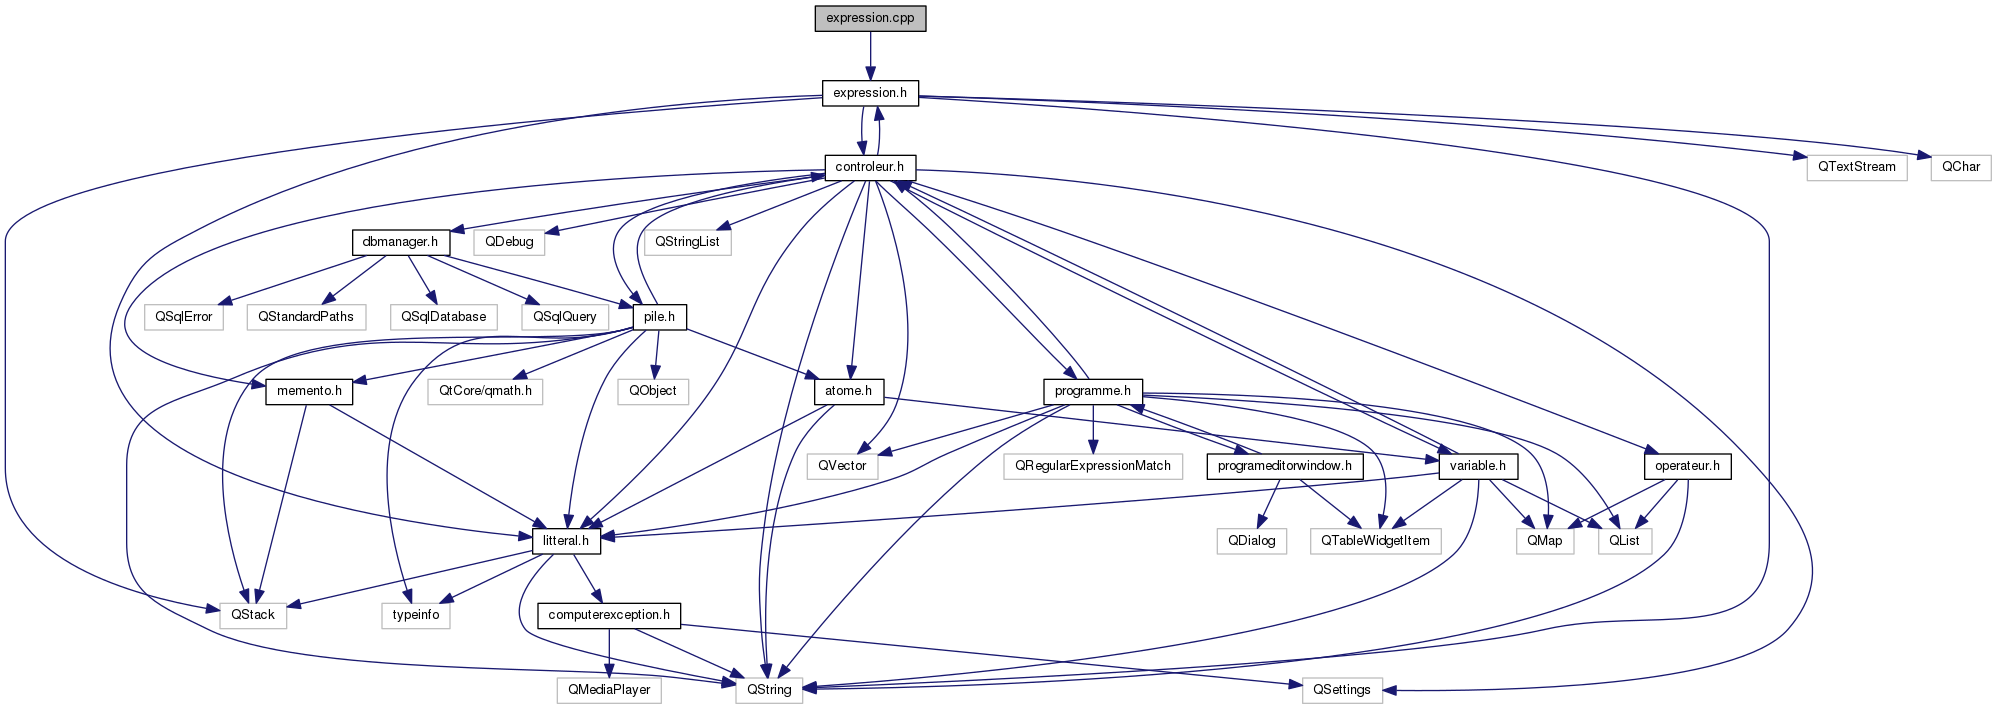 expression.cpp
expression.h
controleur.h
QTextStream
QChar
dbmanager.h
QDebug
QStringList
QSqlError
QStandardPaths
QSqlDatabase
QSqlQuery
pile.h
memento.h
QtCore/qmath.h
QObject
atome.h
programme.h
QVector
QRegularExpressionMatch
programeditorwindow.h
variable.h
operateur.h
litteral.h
QDialog
QTableWidgetItem
QMap
QList
QStack
typeinfo
computerexception.h
QMediaPlayer
QString
QSettings